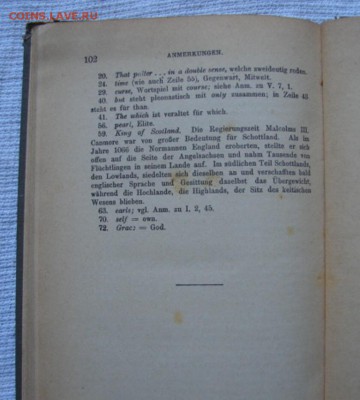 COINS.LAVE.RU
102 ANMERKUNGEN.
20. That palter . . . in a double sense, welche zweideutig reden.
24. time (wie auch Zeile 55), Gegenwart, Mitwelt.
29. curse, Wortspiel mit course; siehe Anm. zu V. 7, 1.
40. but steht pleonastisch mit only zusammen; in Zeile 45
steht es für than.
41. The which ist veraltet für which.
56. pearl, Elite.
59. King of Scotland. Die Regierungszeit Malcolms III.
Canmore war von großer Bedeutung für Schottland. Als im
Jahre 1066 die Normannen England eroberten, stellte er sich
offen auf die Seite der Angelsachsen und nahm Tausende von
Flüchtlingen in seinem Lande auf. Im südlichen Teil Schottlands,
den Lowlands, siedelten sich dieselben an und verschafften bald
englischer Sprache und Gesittung daselbst das Übergewicht,
während die Hochlande, die Highlands, der Sitz des keltischen
Wesens blieben.
63. earls; vgl. Anm. zu I, 2, 45.
70. self = own.
72. Grace = God.